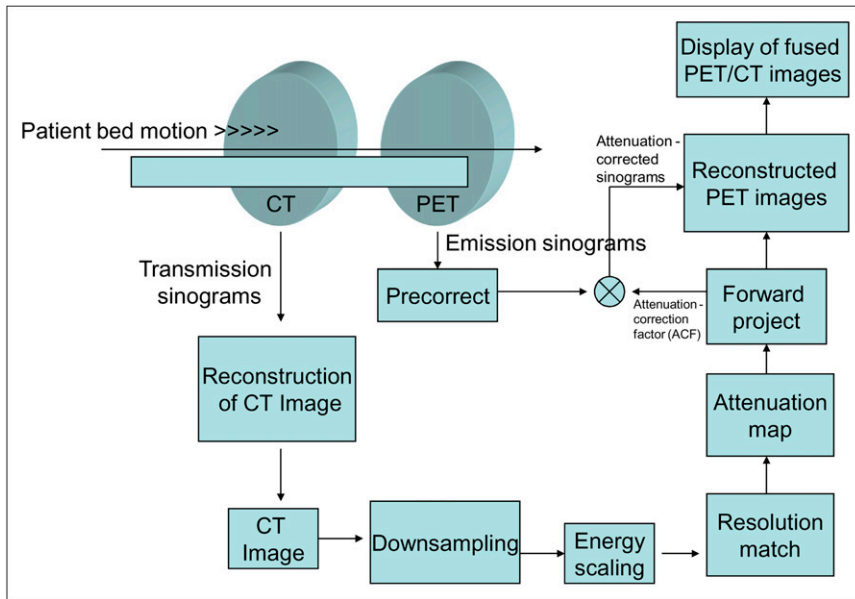 Display of fused
PET/CT images
Patient bed motion >>>>>
Attenuation -
corrected
sinograms
Reconstructed
PET images
CT
PET
Emission sinograms
Transmission
sinograms
Precorrect
Attenuation -
correction
factor (ACF)
Forward
project
Reconstruction
of CT Image
Attenuation
map
CT
Image
Downsampling
Energy
scaling
Resolution
match